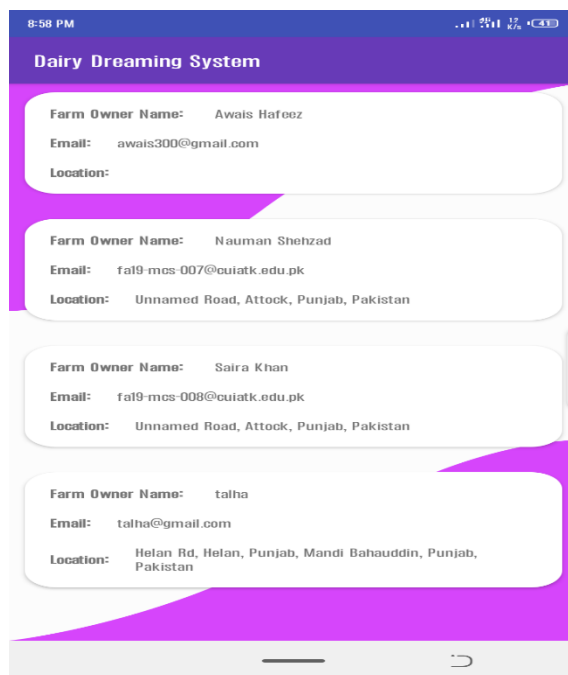 8:58 PM 12 K/s 41
Dairy Dreaming System
Farm Owner Name: Awais Hafeez
Email: awais300@gmail.com
Location:
Farm Owner Name: Nauman Shehzad
Email: fa19-mcs-007@cuiatk.edu.pk
Location: Unnamed Road, Attock, Punjab, Pakistan
Farm Owner Name: Saira Khan
Email: fa19-mcs-008@cuiatk.edu.pk
Location: Unnamed Road, Attock, Punjab, Pakistan
Farm Owner Name: talha
Email: talha@gmail.com
Location: Helan Rd, Helan, Punjab, Mandi Bahauddin, Punjab,
Pakistan